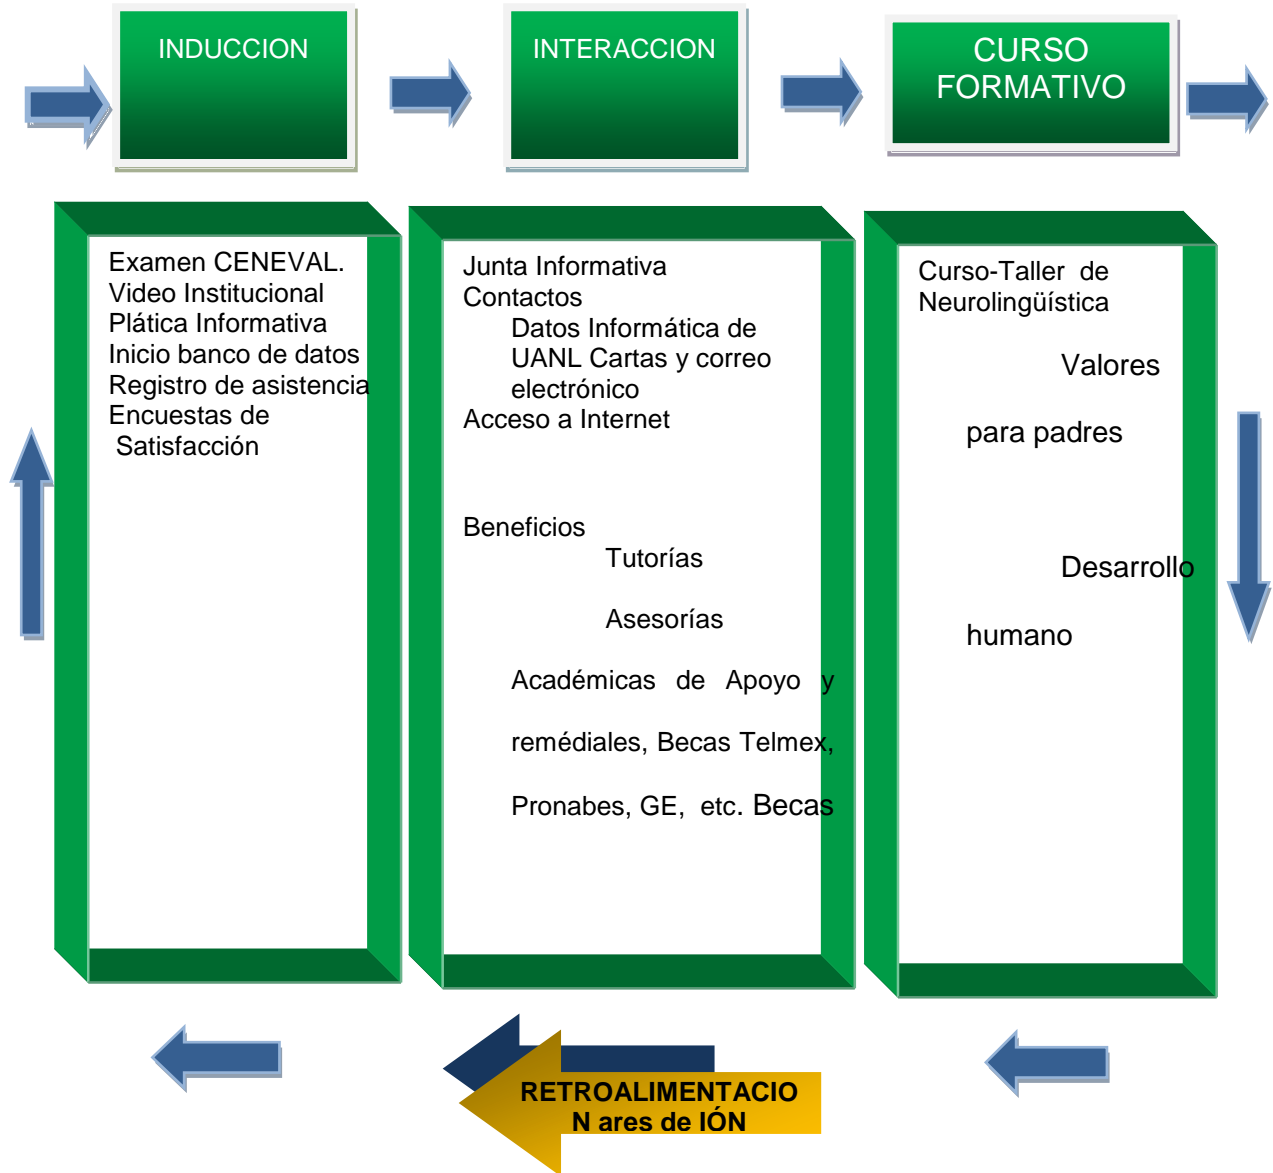 INDUCCION
INTERACCION
CURSO
FORMATIVO
Examen CENEVAL.
Video Institucional
Plática Informativa
Inicio banco de datos
Registro de asistencia
Encuestas de
Satisfacción
Junta Informativa
Contactos
Datos Informática de
UANL Cartas y correo
electrónico
Acceso a Internet
Beneficios
Tutorías
Asesorías
Académicas de Apoyo y
remédiales, Becas Telmex,
Pronabes, GE, etc. Becas
Curso-Taller de
Neurolingüística
Valores
para padres
Desarrollo
humano
RETROALIMENTACIO
N ares de IÓN